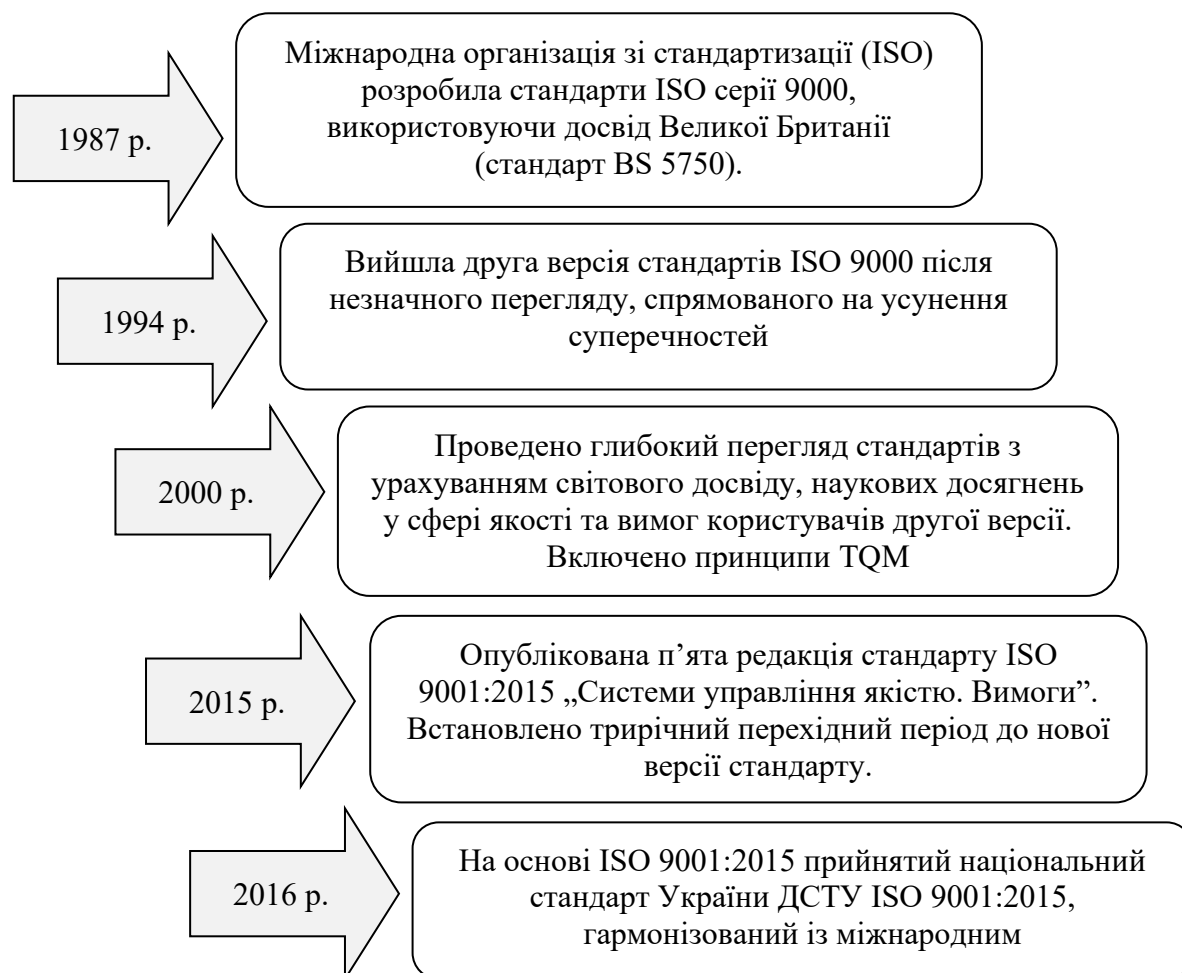 1987 р.
Міжнародна організація зі стандартизації (ISO)
розробила стандарти ISO серії 9000,
використовуючи досвід Великої Британії
(стандарт BS 5750).
1994 р.
Вийшла друга версія стандартів ISO 9000 після
незначного перегляду, спрямованого на усунення
суперечностей
2000 р.
Проведено глибокий перегляд стандартів з
урахуванням світового досвіду, наукових досягнень
у сфері якості та вимог користувачів другої версії.
Включено принципи TQM
2015 р.
Опублікована п’ята редакція стандарту ISO
9001:2015 „Системи управління якістю. Вимоги”.
Встановлено трирічний перехідний період до нової
версії стандарту.
2016 р.
На основі ISO 9001:2015 прийнятий національний
стандарт України ДСТУ ISO 9001:2015,
гармонізований із міжнародним